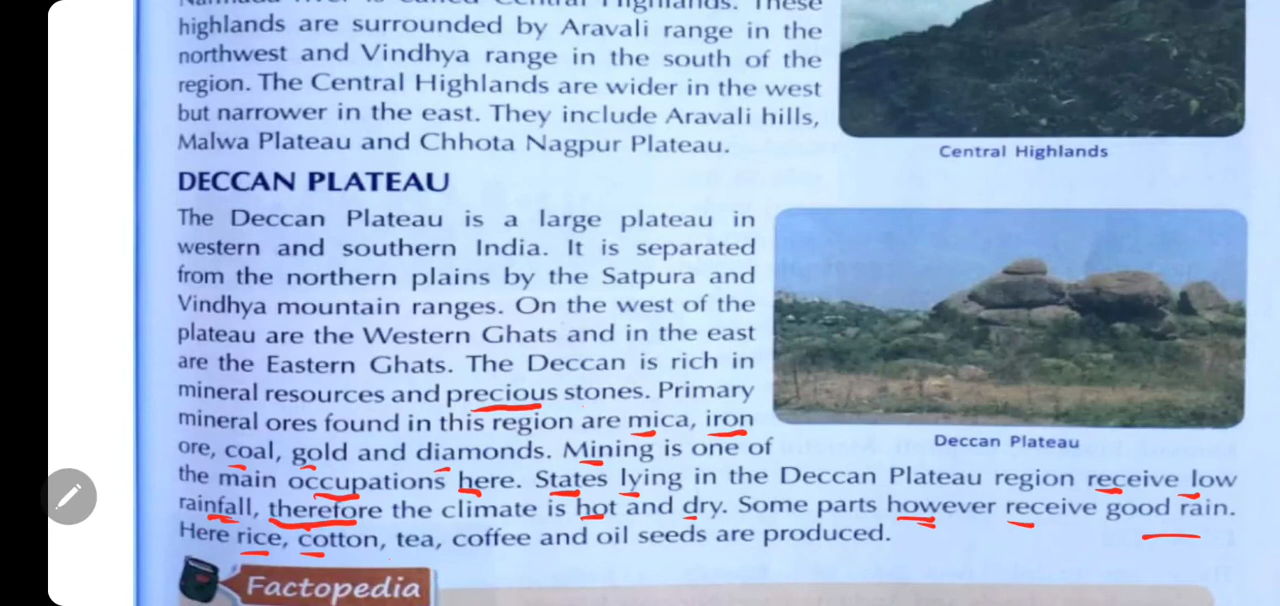 highlands are surrounded by Aravali range in the
northwest and Vindhya range in the south of the
region. The Central Highlands are wider in the west
but narrower in the east. They include Aravali hills,
Malwa Plateau and Chhota Nagpur Plateau.
Central Highlands
DECCAN PLATEAU
The Deccan Plateau is a large plateau in
western and southern India. It is separated
from the northern plains by the Satpura and
Vindhya mountain ranges. On the west of the
plateau are the Western Ghats and in the east
are the Eastern Ghats. The Deccan is rich in
mineral resources and precious stones. Primary
mineral ores found in this region are mica, iron
ore, coal, gold and diamonds. Mining is one of
Deccan Plateau
the main occupations here. States lying in the Deccan Plateau region receive low
rainfall, therefore the climate is hot and dry. Some parts however receive good rain.
Here rice, cotton, tea, coffee and oil seeds are produced.
Factopedia